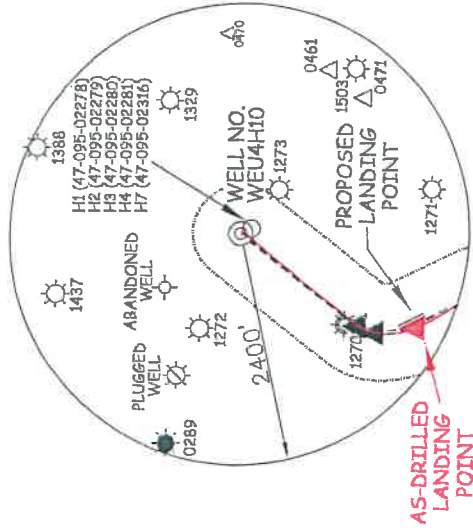 1388
H1 (47-095-02278)
H2 (47-095-02279)
H3 (47-095-02280)
H4 (47-095-02281)
H7 (47-095-02316)
1329
0470
1437
ABANDONED
WELL
PLUGGED
WELL
0289
1272
WELL NO.
WEU4H10
1273
0461
1503
0471
2400'
1270
PROPOSED
LANDING
POINT
1271
AS-DRILLED
LANDING
POINT